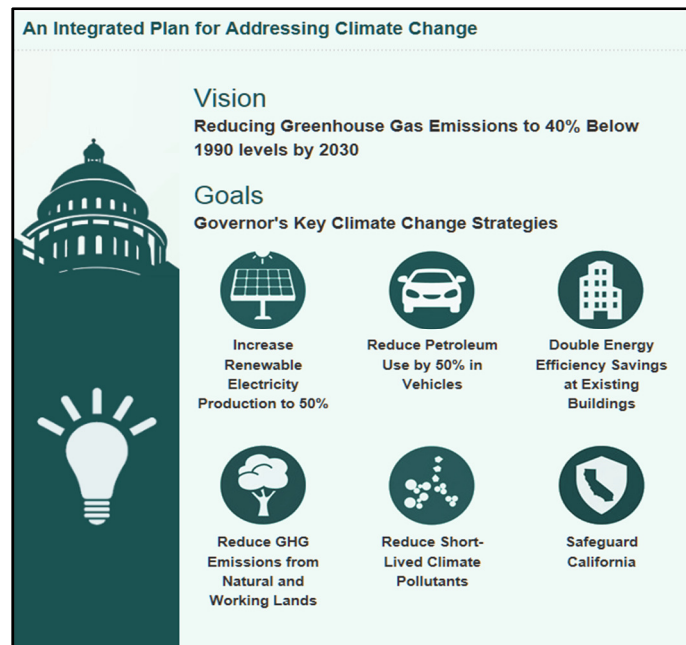 An Integrated Plan for Addressing Climate Change
Vision
Reducing Greenhouse Gas Emissions to 40% Below
1990 levels by 2030
Goals
Governor's Key Climate Change Strategies
Increase
Renewable
Electricity
Production to 50%
Reduce Petroleum
Use by 50% in
Vehicles
Double Energy
Efficiency Savings
at Existing
Buildings
Reduce GHG
Emissions from
Natural and
Working Lands
Reduce Short-
Lived Climate
Pollutants
Safeguard
California